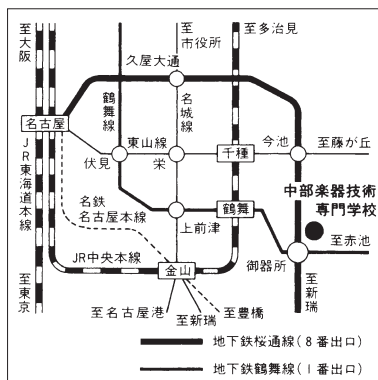 至大阪
至市役所
至多治見
久屋大通
鶴舞線
名城線
名古屋
東山線
千種
今池
至藤が丘
伏見
栄
JR東海道本線
中部楽器技術
専門学校
名鉄
名古屋本線
鶴舞
上前津
至赤池
御器所
JR中央本線
金山
至東京
至名古屋港
至新瑞
至豊橋
至新瑞
地下鉄桜通線(8番出口)
地下鉄鶴舞線(1番出口)